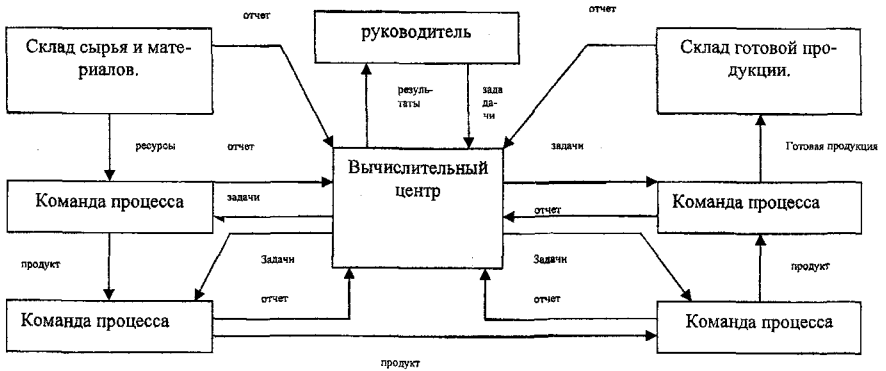 отчет
отчет
Склад сырья и мате-
риалов.
руководитель
Склад готовой про-
дукции.
резуль-
таты
зада
да-
чи
ресурсы
отчет
Вычислительный
центр
задачи
Готовая продукция
Команда процесса
задачи
отчет
Команда процесса
продукт
Задачи
Задачи
продукт
отчет
отчет
Команда процесса
Команда процесса
продукт